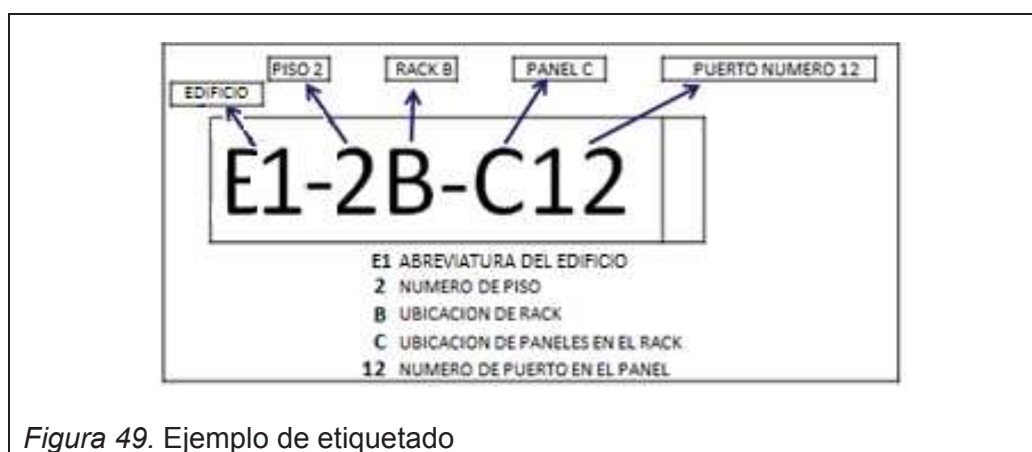 PISO 2 RACK B PANEL C PUERTO NUMERO 12
EDIFICIO
E1-2B-C12
E1 ABREVIATURA DEL EDIFICIO
2 NUMERO DE PISO
B UBICACION DE RACK
C UBICACION DE PANELES EN EL RACK
12 NUMERO DE PUERTO EN EL PANEL
Figura 49. Ejemplo de etiquetado